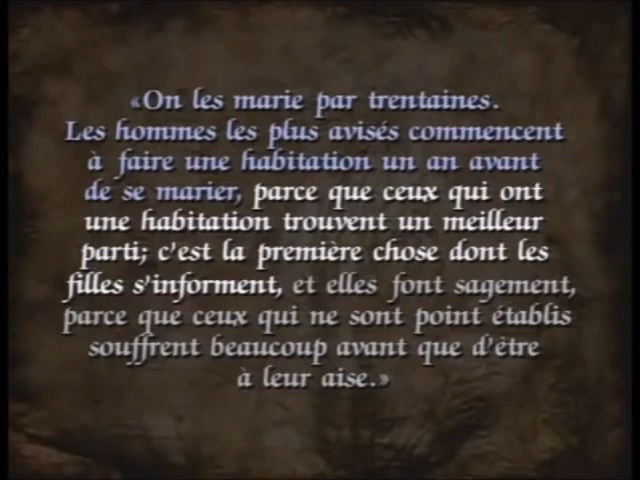 «On les marie par trentaines.
Les hommes les plus avisés commencent
à faire une habitation un an avant
de se marier, parce que ceux qui ont
une habitation trouvent un meilleur
parti; c'est la première chose dont les
filles s'informent, et elles font sagement,
parce que ceux qui ne sont point établis
souffrent beaucoup avant que d'être
à leur aise.»